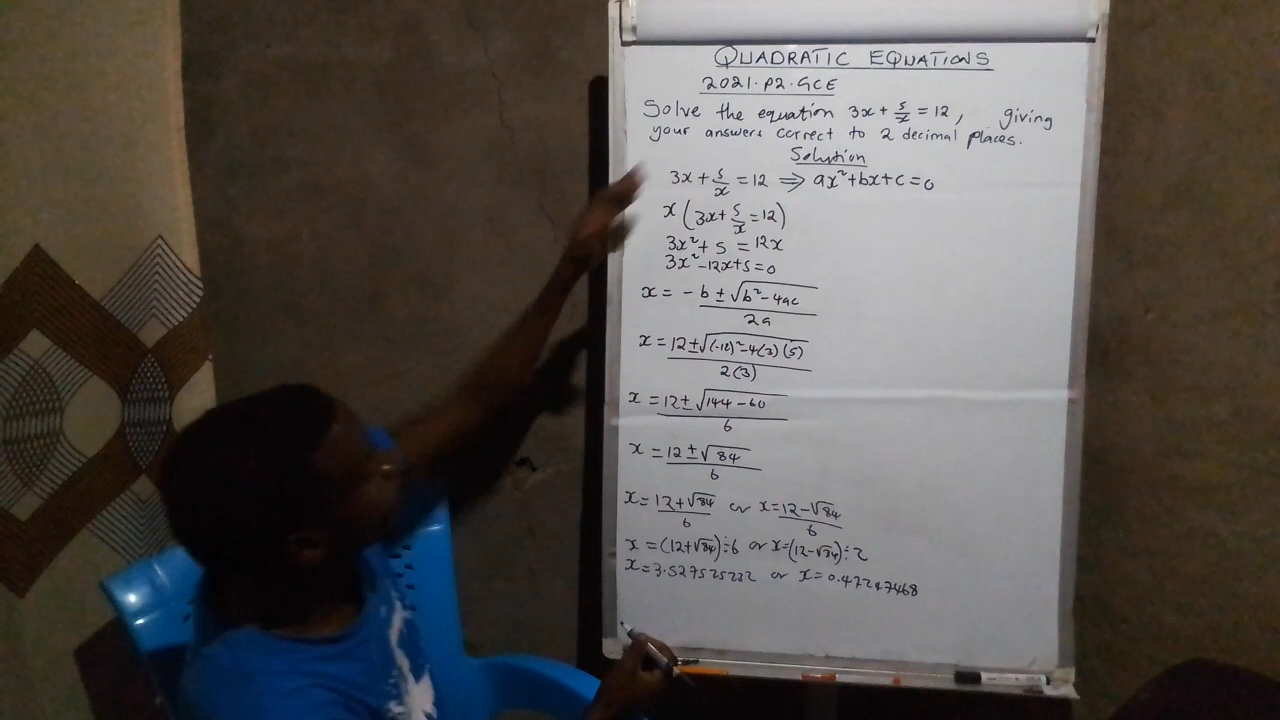 QUADRATIC EQUATIONS
2021. P2. GCE
Solve the equation 3x + 5/x = 12, giving
your answers correct to 2 decimal places.
Solution
3x + 5/x = 12 ⇒ ax² + bx + c = 0
x(3x + 5/x = 12)
3x² + 5 = 12x
3x² - 12x + 5 = 0
x = -b ± √(b² - 4ac) / 2a
x = 12 ± √((-12)² - 4(3)(5)) / 2(3)
x = 12 ± √(144 - 60) / 6
x = 12 ± √84 / 6
x = 12 + √84 / 6 or x = 12 - √84 / 6
x = (12 + √84) ÷ 6 or x = (12 - √84) ÷ 2
x = 3.527525232 or x = 0.47247468